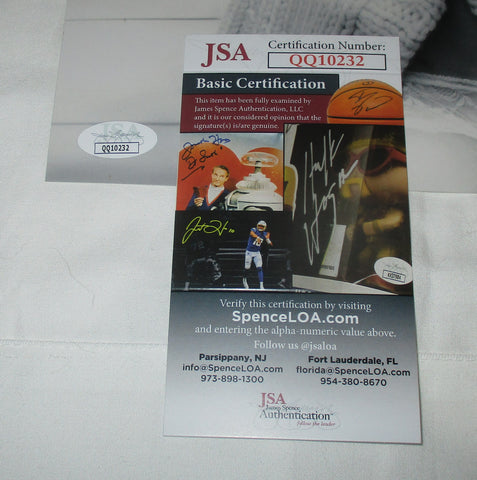 JSA
Certification Number:
QQ10232
Basic Certification
This item has been fully examined by
James Spence Authentication, LLC
and it is our considered opinion that the
signature(s) is/are genuine.
QQ10232
Verify this certification by visiting
SpenceLOA.com
and entering the alpha-numeric value above.
Follow us @jsaloa
Parsippany, NJ
info@SpenceLOA.com
973-898-1300
Fort Lauderdale, FL
florida@SpenceLOA.com
954-380-8670
JSA
James Spence
Authentication
follow the leader